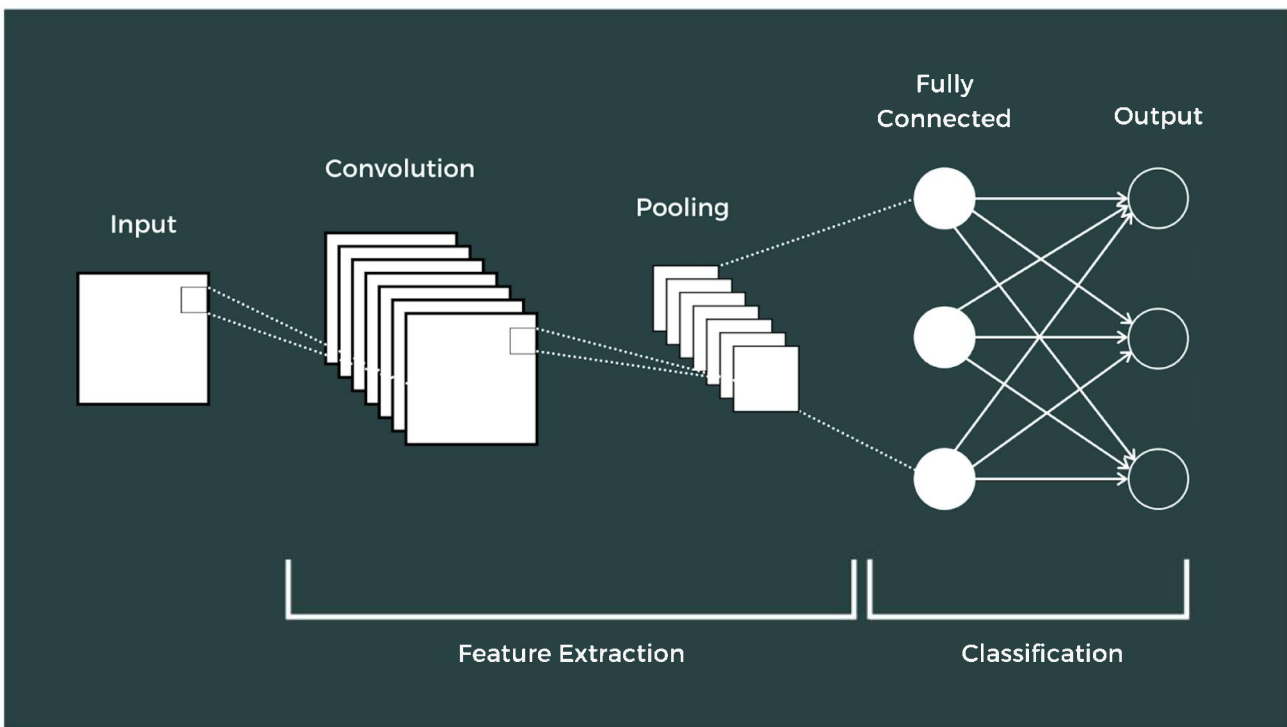 Input
Convolution
Pooling
Fully
Connected
Output
Feature Extraction
Classification